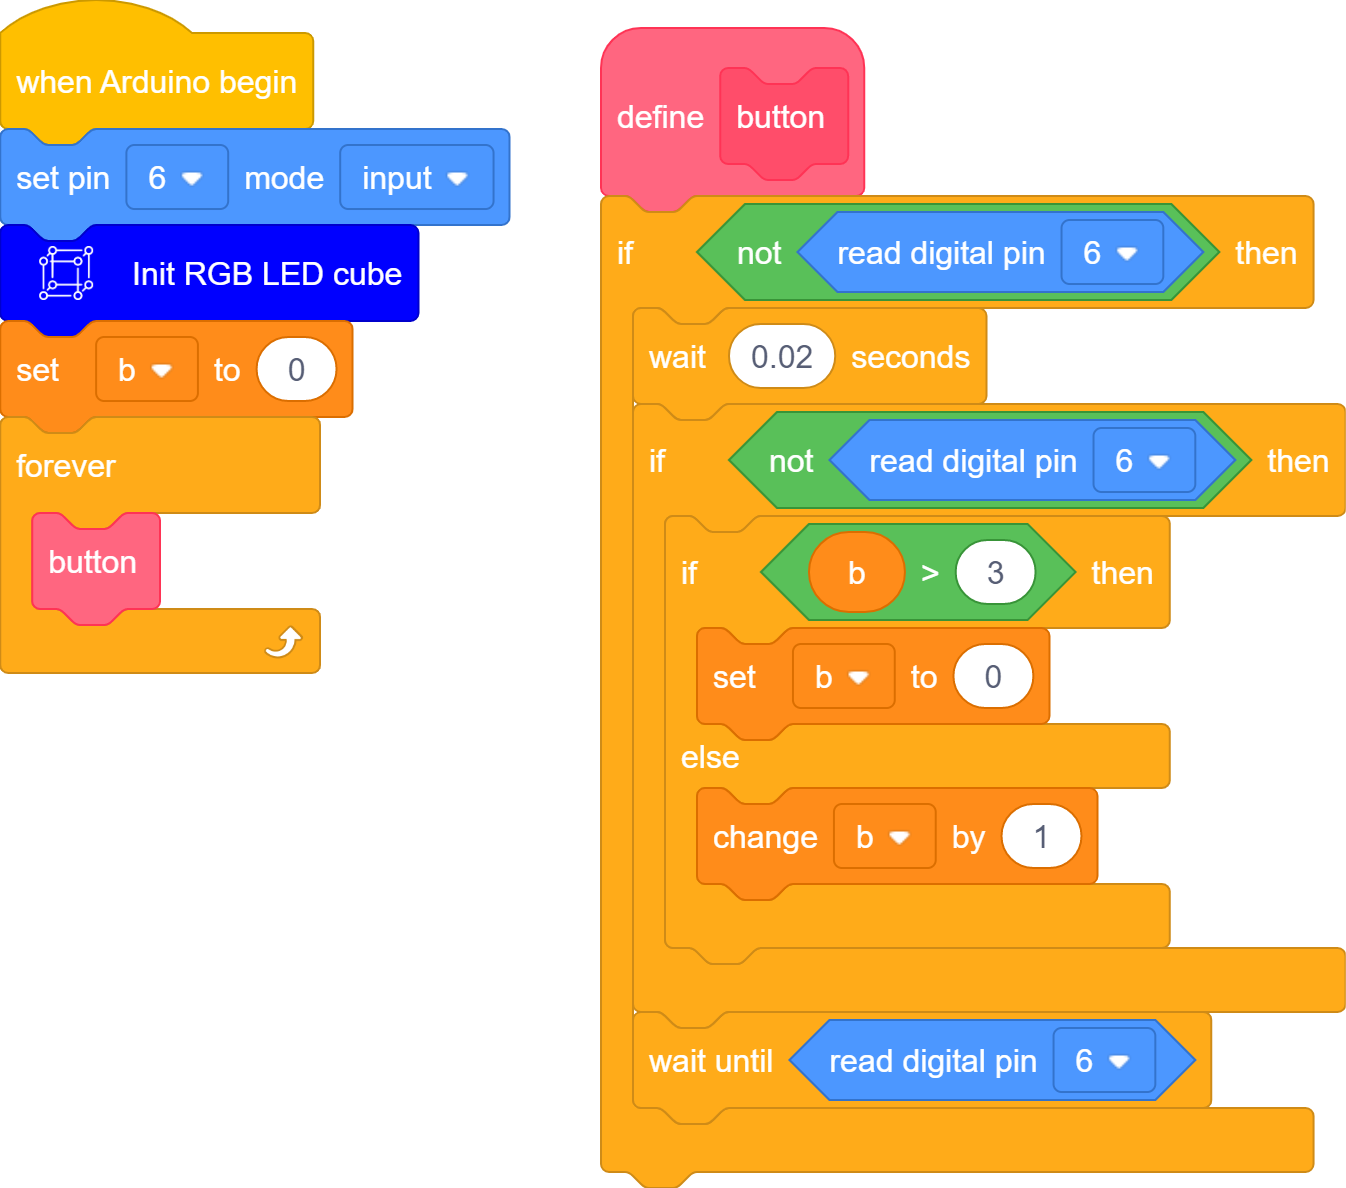 when Arduino begin
set pin 6 mode input
Init RGB LED cube
set b to 0
forever
button
define button
if not read digital pin 6 then
wait 0.02 seconds
if not read digital pin 6 then
if b > 3 then
set b to 0
else
change b by 1
wait until read digital pin 6